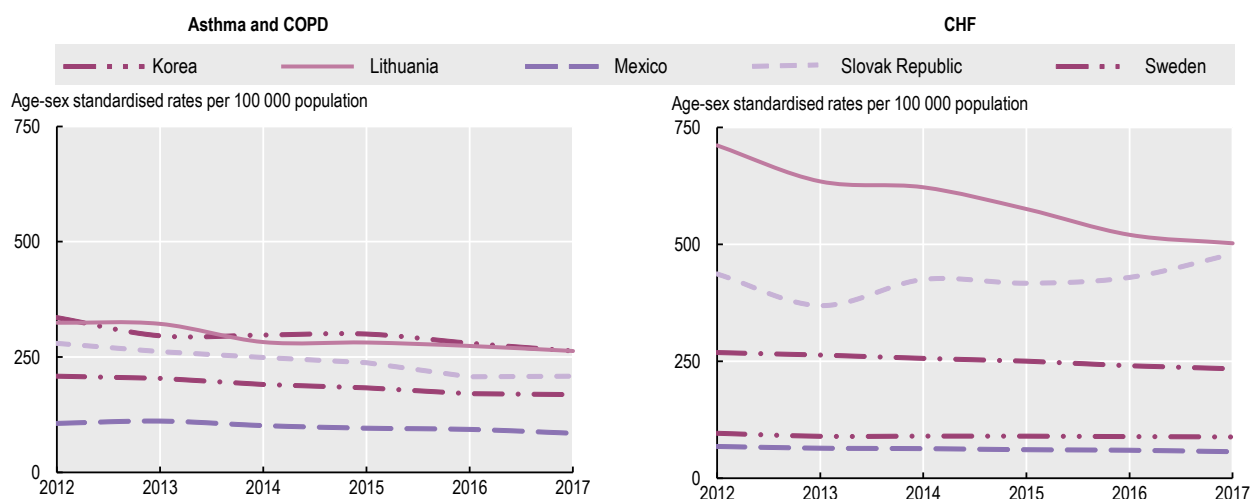 Asthma and COPD
CHF
Korea Lithuania Mexico Slovak Republic Sweden
Age-sex standardised rates per 100 000 population
750
500
250
0
2012 2013 2014 2015 2016 2017
Age-sex standardised rates per 100 000 population
750
500
250
0
2012 2013 2014 2015 2016 2017